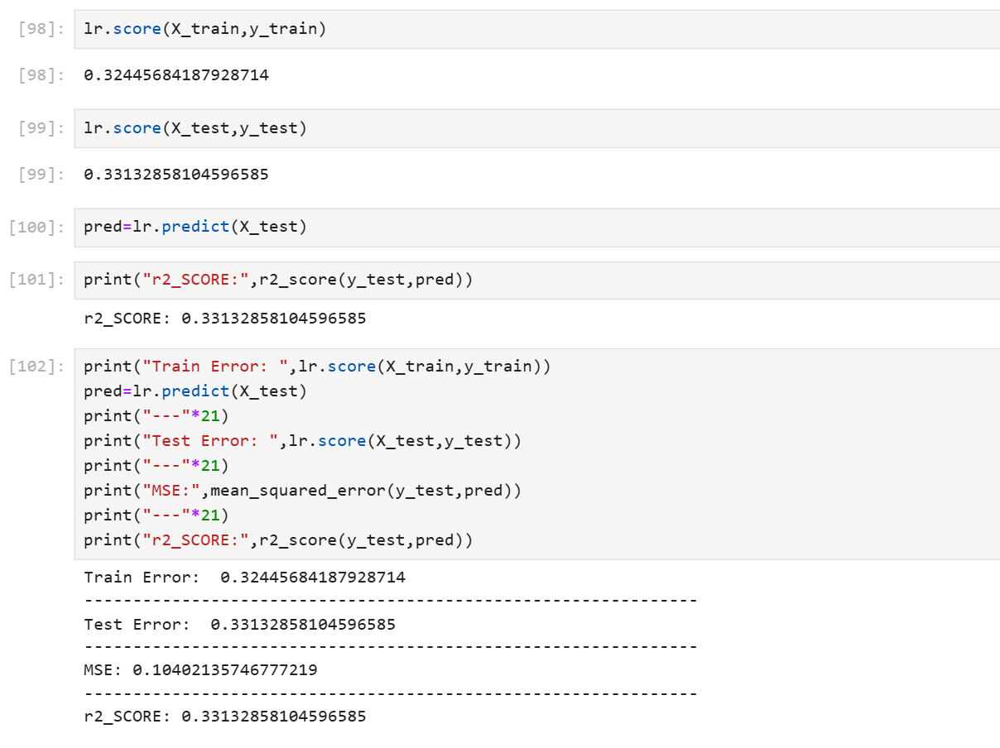 [98]: lr.score(X_train,y_train)
[98]: 0.32445684187928714
[99]: lr.score(X_test,y_test)
[99]: 0.33132858104596585
[100]: pred=lr.predict(X_test)
[101]: print("r2_SCORE:",r2_score(y_test,pred))
r2_SCORE: 0.33132858104596585
[102]: print("Train Error: ",lr.score(X_train,y_train))
pred=lr.predict(X_test)
print("---"*21)
print("Test Error: ",lr.score(X_test,y_test))
print("---"*21)
print("MSE:",mean_squared_error(y_test,pred))
print("---"*21)
print("r2_SCORE:",r2_score(y_test,pred))
Train Error:  0.32445684187928714
---------------------------------------------------------------
Test Error:  0.33132858104596585
---------------------------------------------------------------
MSE: 0.10402135746777219
---------------------------------------------------------------
r2_SCORE: 0.33132858104596585